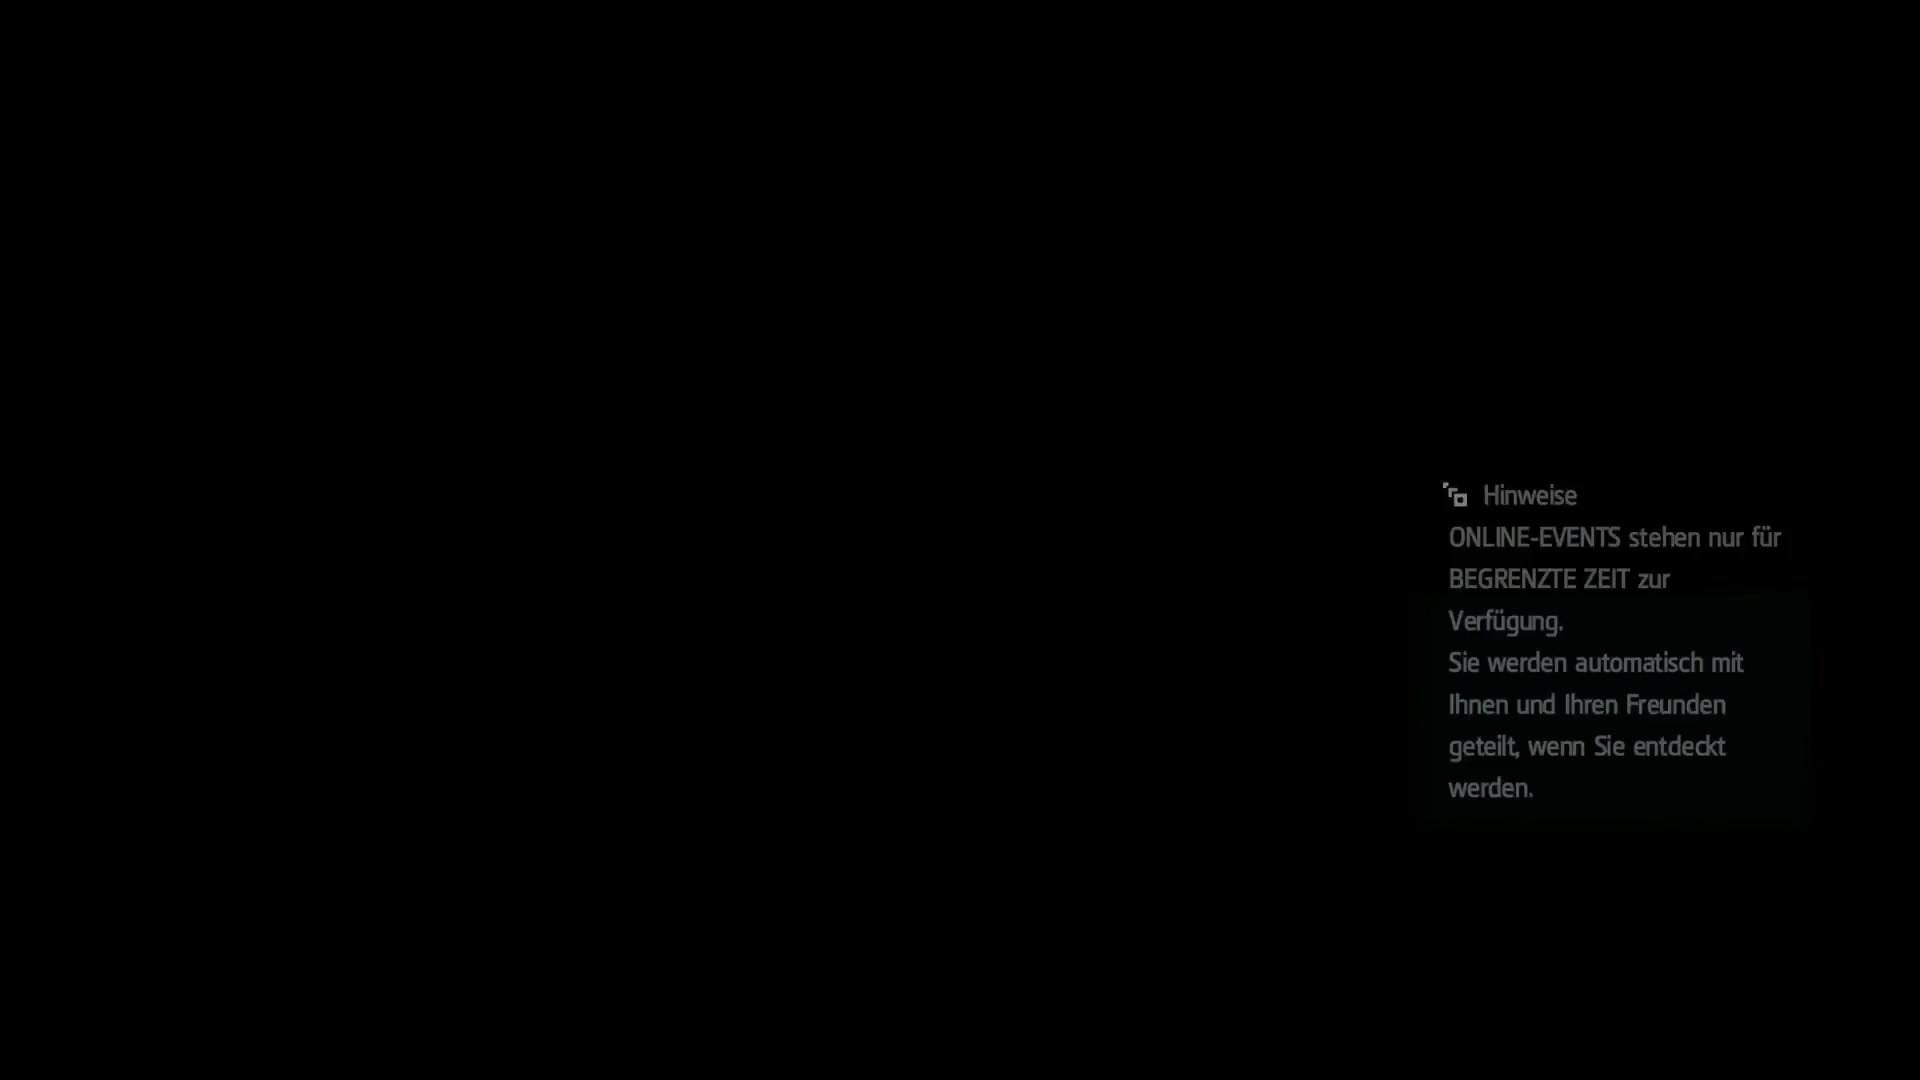 Hinweise
ONLINE-EVENTS stehen nur für
BEGRENZTE ZEIT zur
Verfügung.
Sie werden automatisch mit
Ihnen und Ihren Freunden
geteilt, wenn Sie entdeckt
werden.